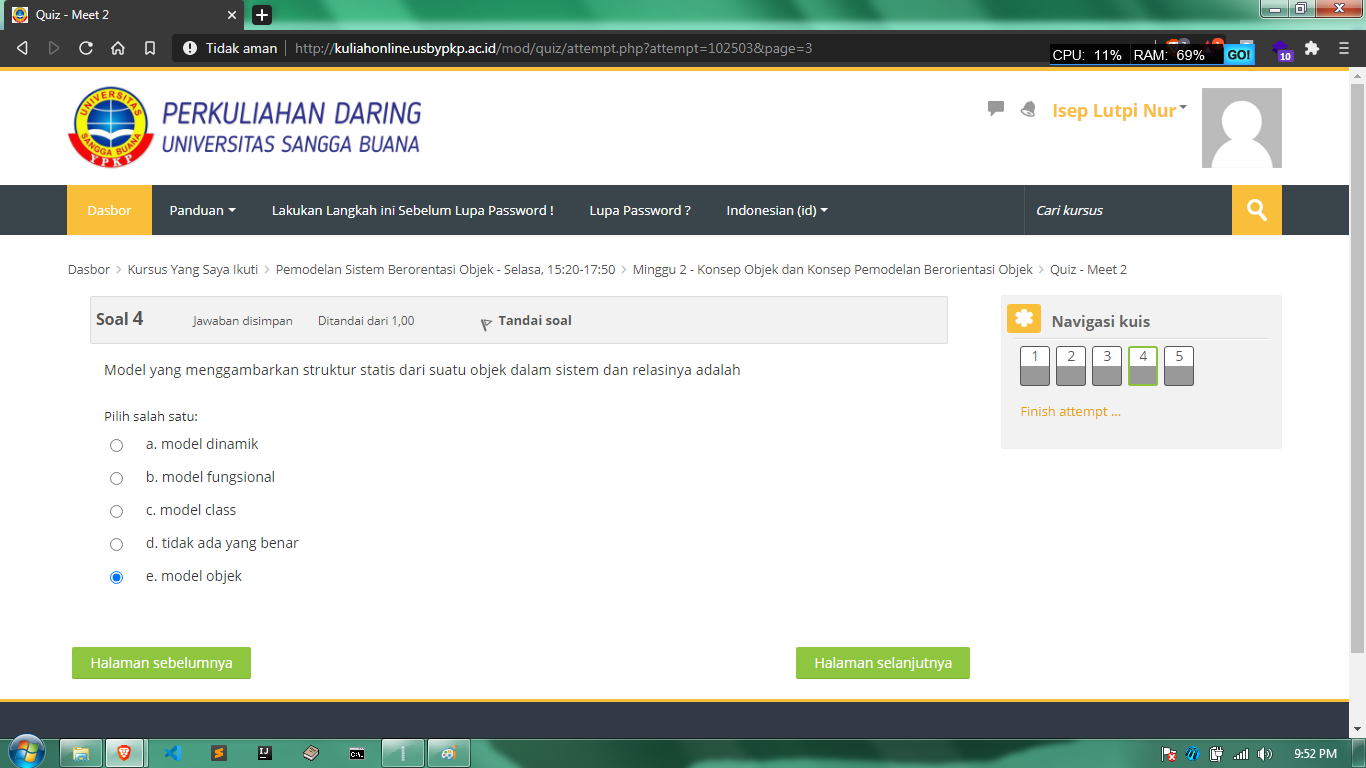 Quiz - Meet 2
Tidak aman http://kuliahonline.usbypkp.ac.id/mod/quiz/attempt.php?attempt=102503&page=3
CPU: 11% RAM: 69% GO!
10
UNIVERSITAS
SANGGA BUANA
YPKP
PERKULIAHAN DARING
UNIVERSITAS SANGGA BUANA
Isep Lutpi Nur
Dasbor Panduan Lakukan Langkah ini Sebelum Lupa Password ! Lupa Password ? Indonesian (id) Cari kursus
Dasbor > Kursus Yang Saya Ikuti > Pemodelan Sistem Berorentasi Objek - Selasa, 15:20-17:50 > Minggu 2 - Konsep Objek dan Konsep Pemodelan Berorientasi Objek > Quiz - Meet 2
Soal 4 Jawaban disimpan Ditandai dari 1,00 Tandai soal
Model yang menggambarkan struktur statis dari suatu objek dalam sistem dan relasinya adalah
Pilih salah satu:
a. model dinamik
b. model fungsional
c. model class
d. tidak ada yang benar
e. model objek
Halaman sebelumnya Halaman selanjutnya
Navigasi kuis
1 2 3 4 5
Finish attempt ...
9:52 PM